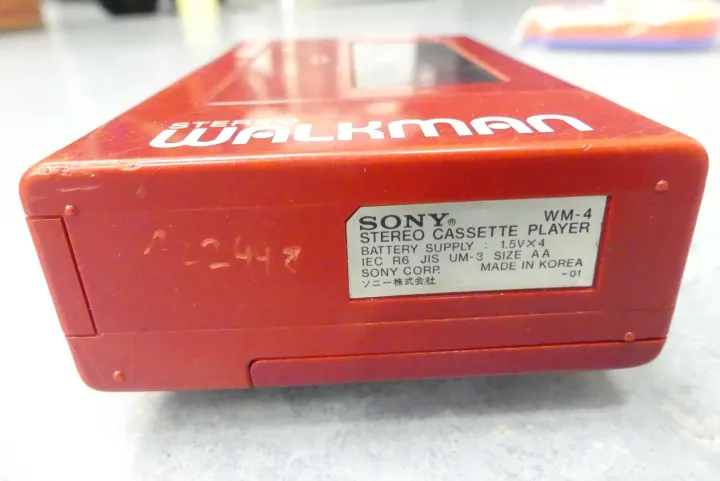 STEREO
WALKMAN
SONY® WM-4
STEREO CASSETTE PLAYER
BATTERY SUPPLY : 1.5V×4
IEC R6 JIS UM-3 SIZE AA
SONY CORP. MADE IN KOREA
ソニー株式会社 -01